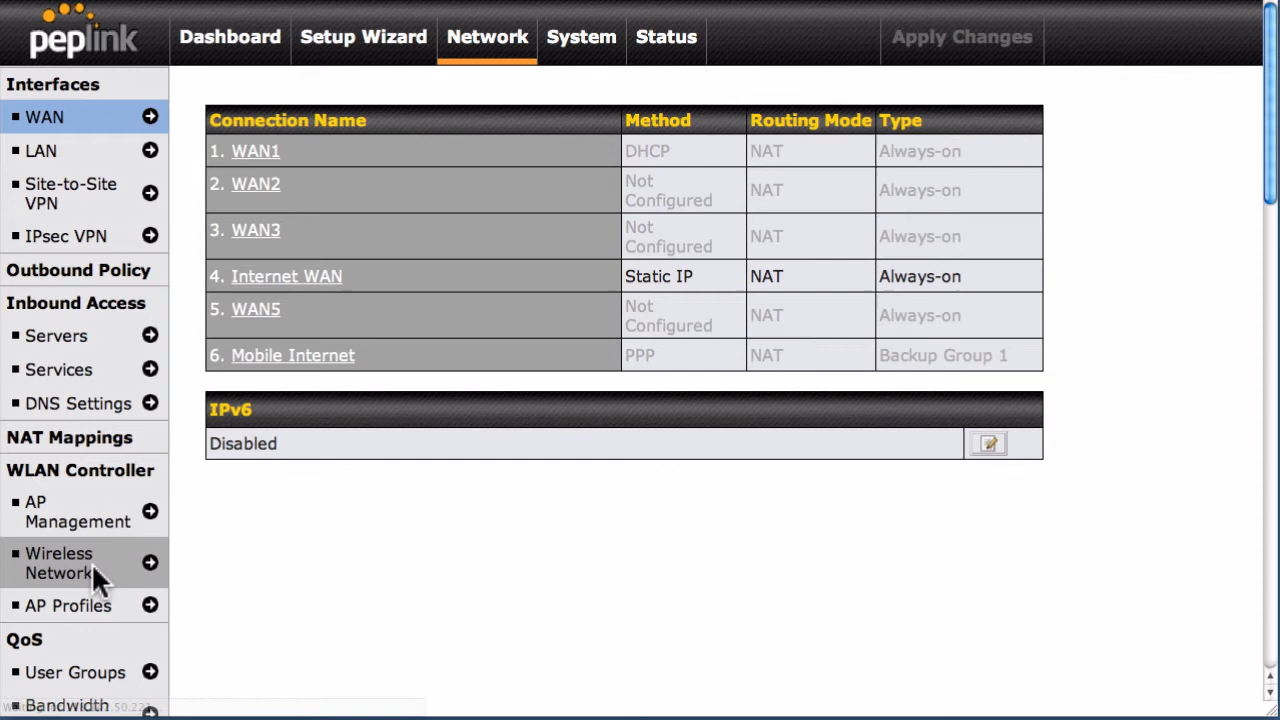 peplink
Dashboard
Setup Wizard
Network
System
Status
Apply Changes
Interfaces
WAN
LAN
Site-to-Site
VPN
IPsec VPN
Outbound Policy
Inbound Access
Servers
Services
DNS Settings
NAT Mappings
WLAN Controller
AP
Management
Wireless
Network
AP Profiles
QoS
User Groups
Bandwidth
Connection Name Method Routing Mode Type
1. WAN1 DHCP NAT Always-on
2. WAN2 Not Configured NAT Always-on
3. WAN3 Not Configured NAT Always-on
4. Internet WAN Static IP NAT Always-on
5. WAN5 Not Configured NAT Always-on
6. Mobile Internet PPP NAT Backup Group 1
IPv6
Disabled